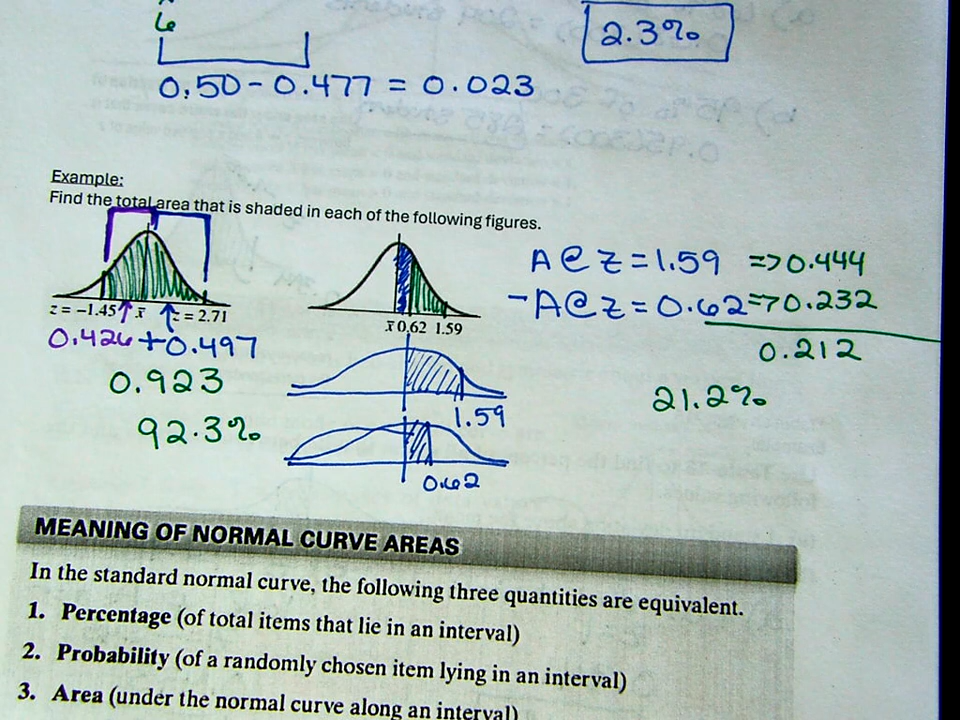 6
2.3%
0.50 - 0.477 = 0.023
Example:
Find the total area that is shaded in each of the following figures.
z = −1.45 x̄ z = 2.71
0.426 + 0.497
0.923
92.3%
x̄ 0.62 1.59
1.59
0.62
A @ Z = 1.59 => 0.444
- A @ Z = 0.62 => 0.232
0.212
21.2%
MEANING OF NORMAL CURVE AREAS
In the standard normal curve, the following three quantities are equivalent.
1. Percentage (of total items that lie in an interval)
2. Probability (of a randomly chosen item lying in an interval)
3. Area (under the normal curve along an interval)